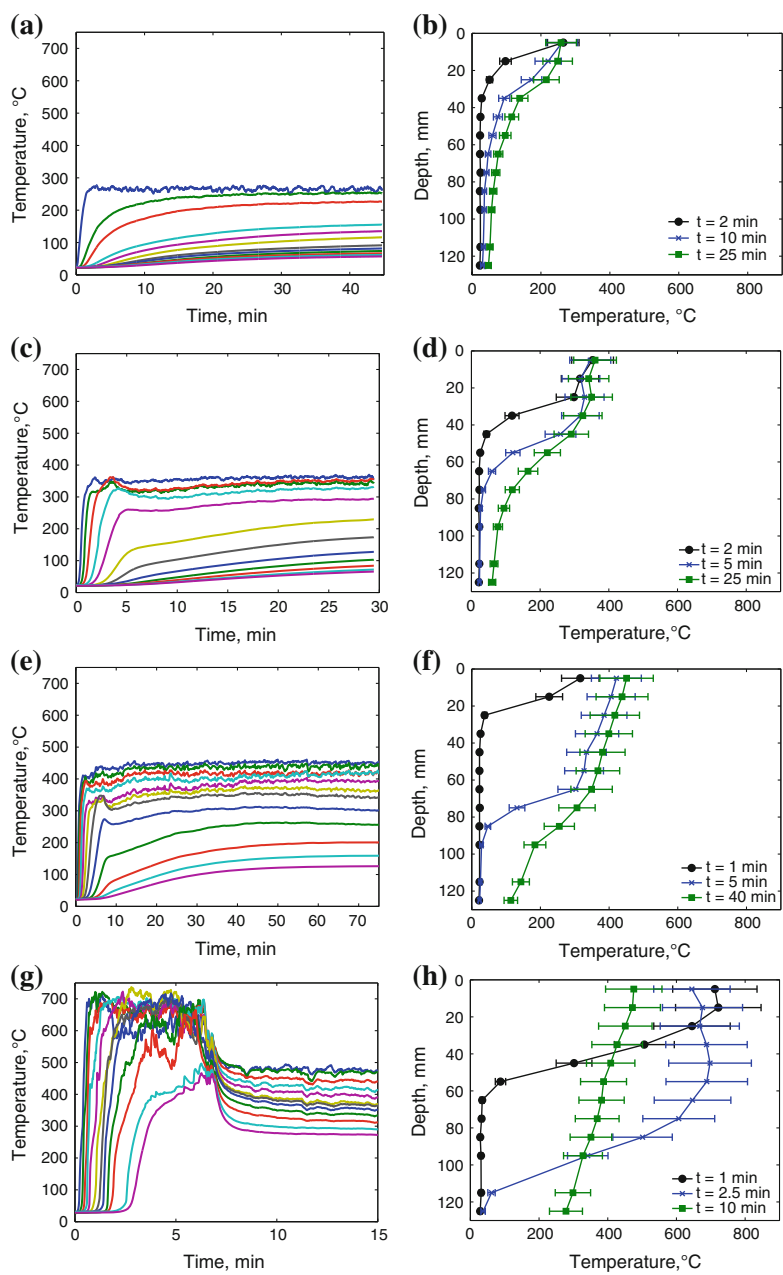 (a)
700
600
500
400
300
200
100
0
Temperature, °C
0 10 20 30 40
Time, min
(b)
0
20
40
60
80
100
120
Depth, mm
t = 2 min
t = 10 min
t = 25 min
0 200 400 600 800
Temperature, °C
(c)
700
600
500
400
300
200
100
0
Temperature,°C
0 5 10 15 20 25 30
Time, min
(d)
0
20
40
60
80
100
120
Depth, mm
t = 2 min
t = 5 min
t = 25 min
0 200 400 600 800
Temperature,°C
(e)
700
600
500
400
300
200
100
0
Temperature,°C
0 10 20 30 40 50 60 70
Time, min
(f)
0
20
40
60
80
100
120
Depth, mm
t = 1 min
t = 5 min
t = 40 min
0 200 400 600 800
Temperature,°C
(g)
700
600
500
400
300
200
100
0
Temperature,°C
0 5 10 15
Time, min
(h)
0
20
40
60
80
100
120
Depth, mm
t = 1 min
t = 2.5 min
t = 10 min
0 200 400 600 800
Temperature,°C